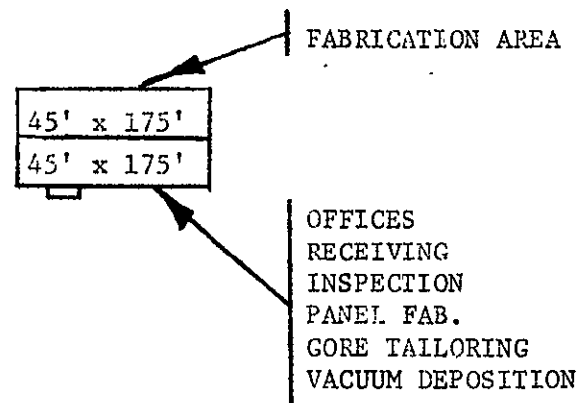 FABRICATION AREA
45' x 175'
45' x 175'
OFFICES
RECEIVING
INSPECTION
PANEL FAB.
GORE TAILORING
VACUUM DEPOSITION